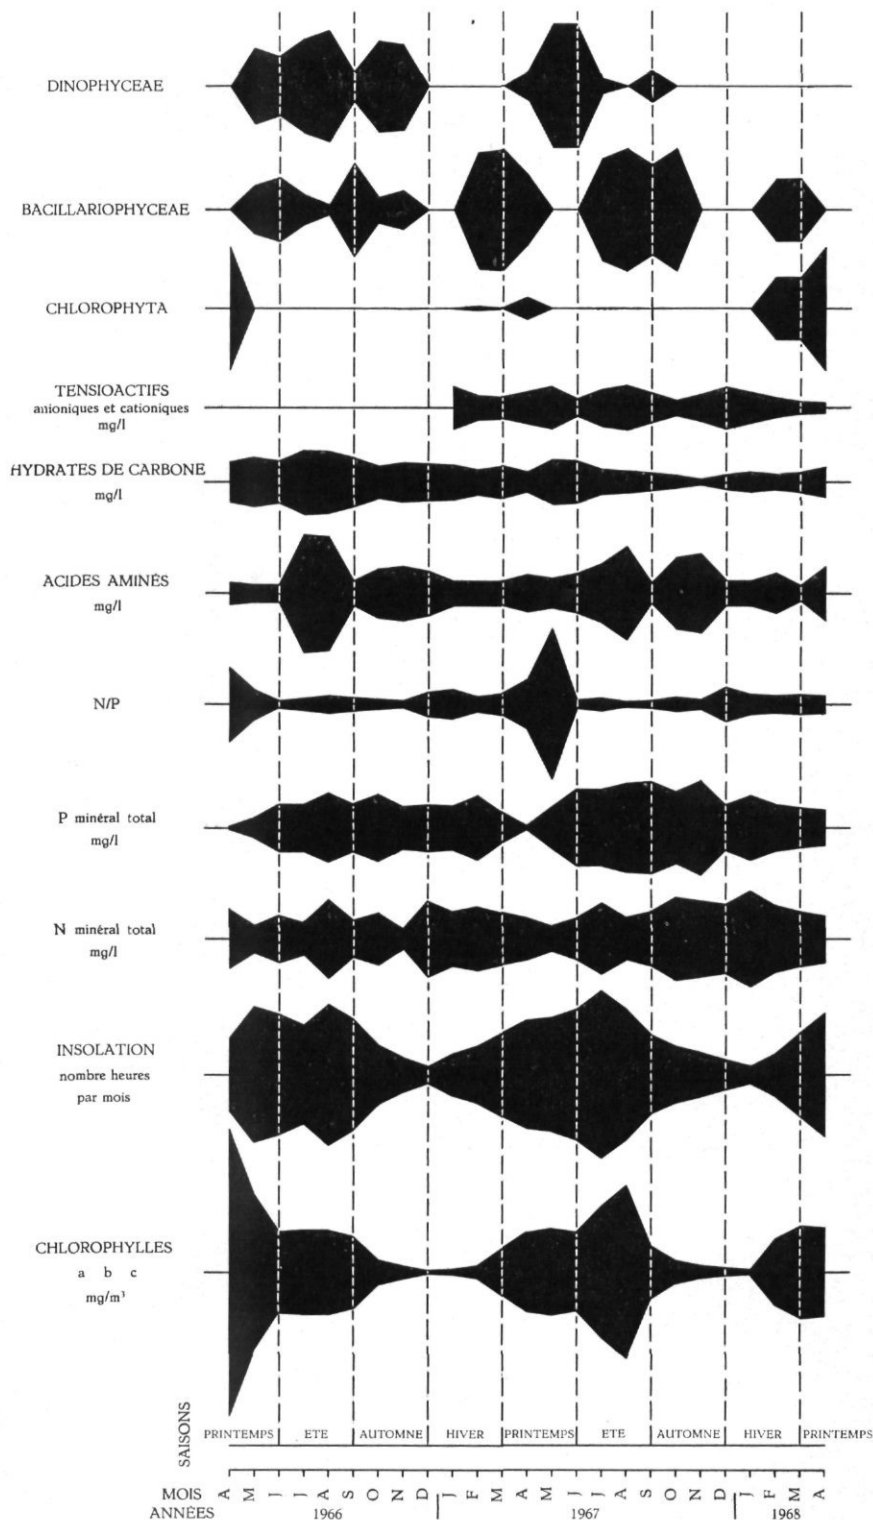 DINOPHYCEAE
BACILLARIOPHYCEAE
CHLOROPHYTA
TENSIOACTIFS
anioniques et cationiques
mg/l
HYDRATES DE CARBONE
mg/l
ACIDES AMINÉS
mg/l
N/P
P minéral total
mg/l
N minéral total
mg/l
INSOLATION
nombre heures
par mois
CHLOROPHYLLES
a b c
mg/m³
SAISONS
PRINTEMPS ETE AUTOMNE HIVER PRINTEMPS ETE AUTOMNE HIVER PRINTEMPS
MOIS A M J J A S O N D J F M A M J J A S O N D J F M A
ANNÉES 1966 1967 1968